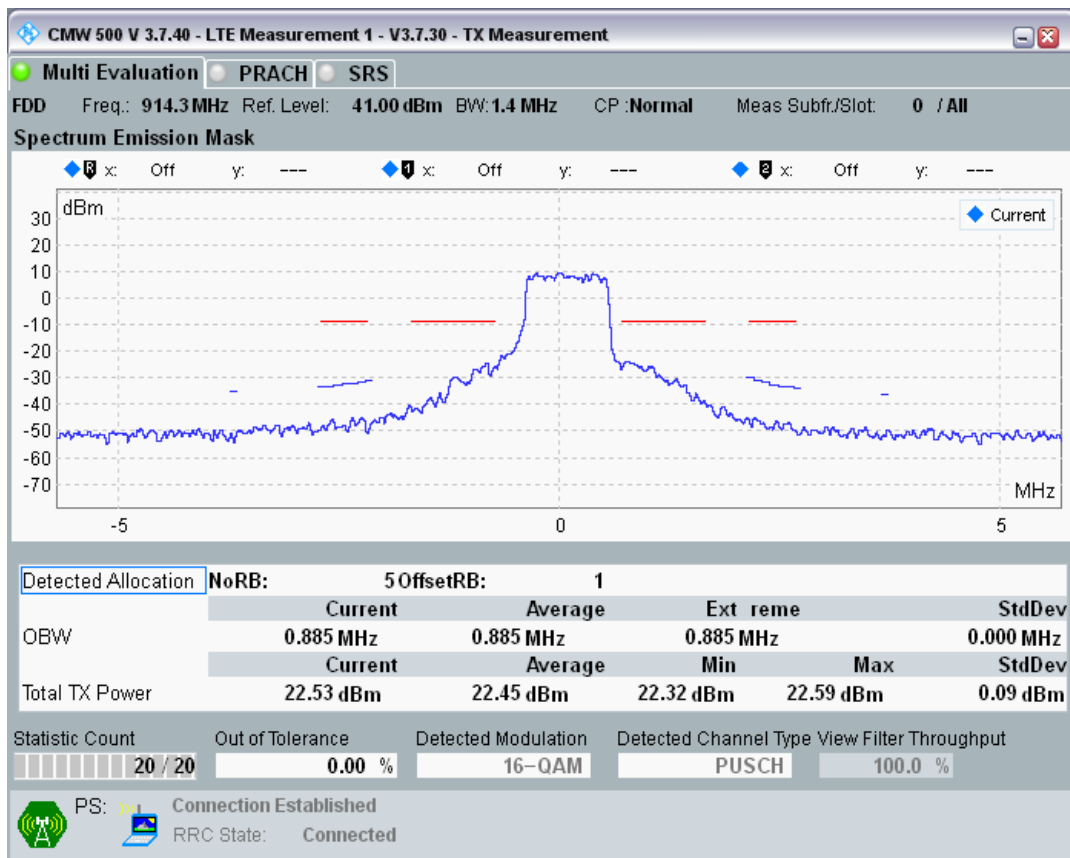 CMW 500 V 3.7.40 - LTE Measurement 1 - V3.7.30 - TX Measurement
Multi Evaluation PRACH SRS
FDD Freq.: 914.3 MHz Ref. Level: 41.00 dBm BW: 1.4 MHz CP :Normal Meas Subfr./Slot: 0 / All
Spectrum Emission Mask
R x: Off y: --- 1 x: Off y: --- 2 x: Off y: ---
dBm
Current
30
20
10
0
-10
-20
-30
-40
-50
-60
-70
MHz
-5 0 5
Detected Allocation NoRB: 5 OffsetRB: 1
Current Average Ext reme StdDev
OBW 0.885 MHz 0.885 MHz 0.885 MHz 0.000 MHz
Current Average Min Max StdDev
Total TX Power 22.53 dBm 22.45 dBm 22.32 dBm 22.59 dBm 0.09 dBm
Statistic Count Out of Tolerance Detected Modulation Detected Channel Type View Filter Throughput
20 / 20 0.00 % 16-QAM PUSCH 100.0 %
PS: Connection Established
RRC State: Connected